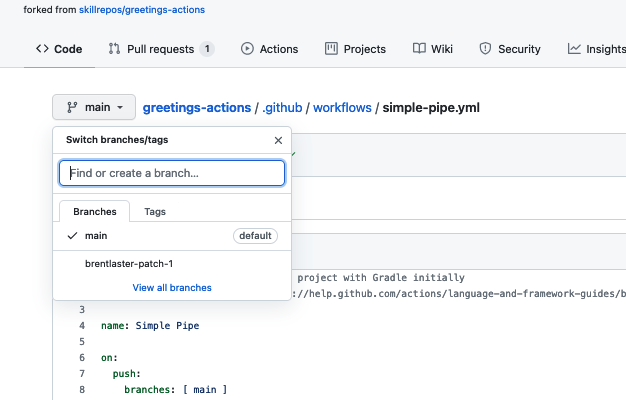 forked from skillrepos/greetings-actions
Code Pull requests 1 Actions Projects Wiki Security Insights
main greetings-actions / .github / workflows / simple-pipe.yml
Switch branches/tags
Find or create a branch...
Branches Tags
main default
brentlaster-patch-1
View all branches
project with Gradle initially
://help.github.com/actions/language-and-framework-guides/b
3
4 name: Simple Pipe
5
6 on:
7 push:
8 branches: [ main ]